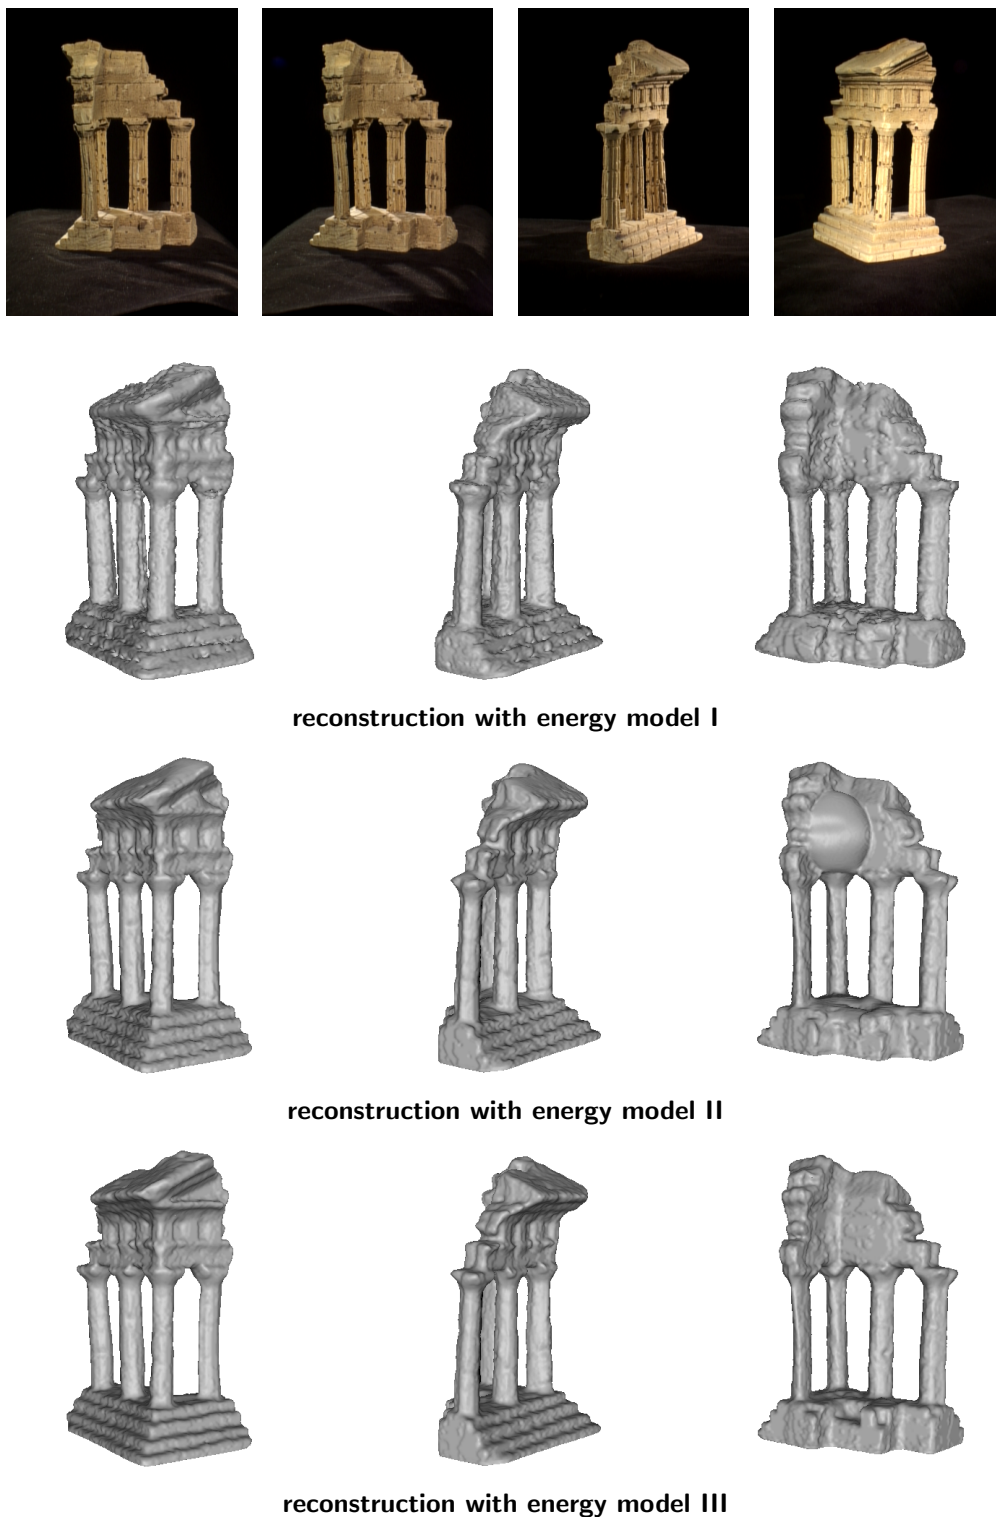 reconstruction with energy model I
reconstruction with energy model II
reconstruction with energy model III